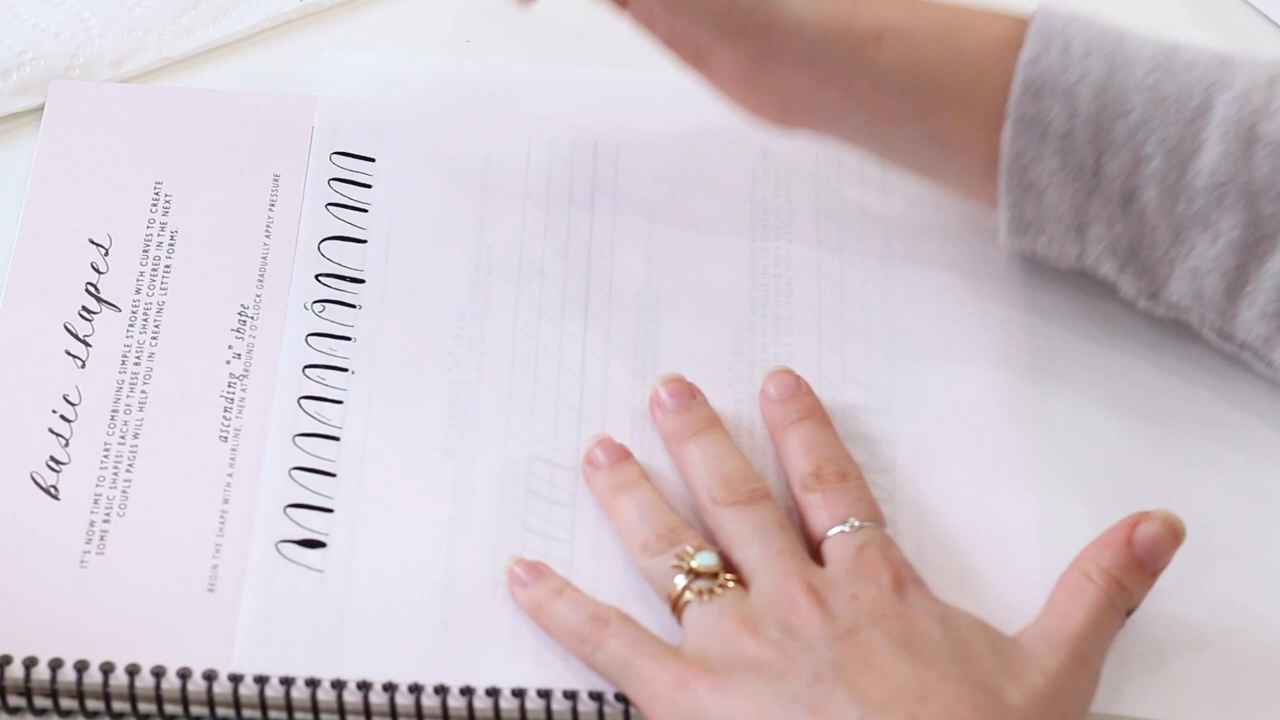 basic shapes
IT'S NOW TIME TO START COMBINING SIMPLE STROKES WITH CURVES TO CREATE
SOME BASIC SHAPES! EACH OF THESE BASIC SHAPES COVERED IN THE NEXT
COUPLE PAGES WILL HELP YOU IN CREATING LETTER FORMS.
ascending "u" shape
BEGIN THE SHAPE WITH A HAIRLINE, THEN AT AROUND 2 O'CLOCK GRADUALLY APPLY PRESSURE